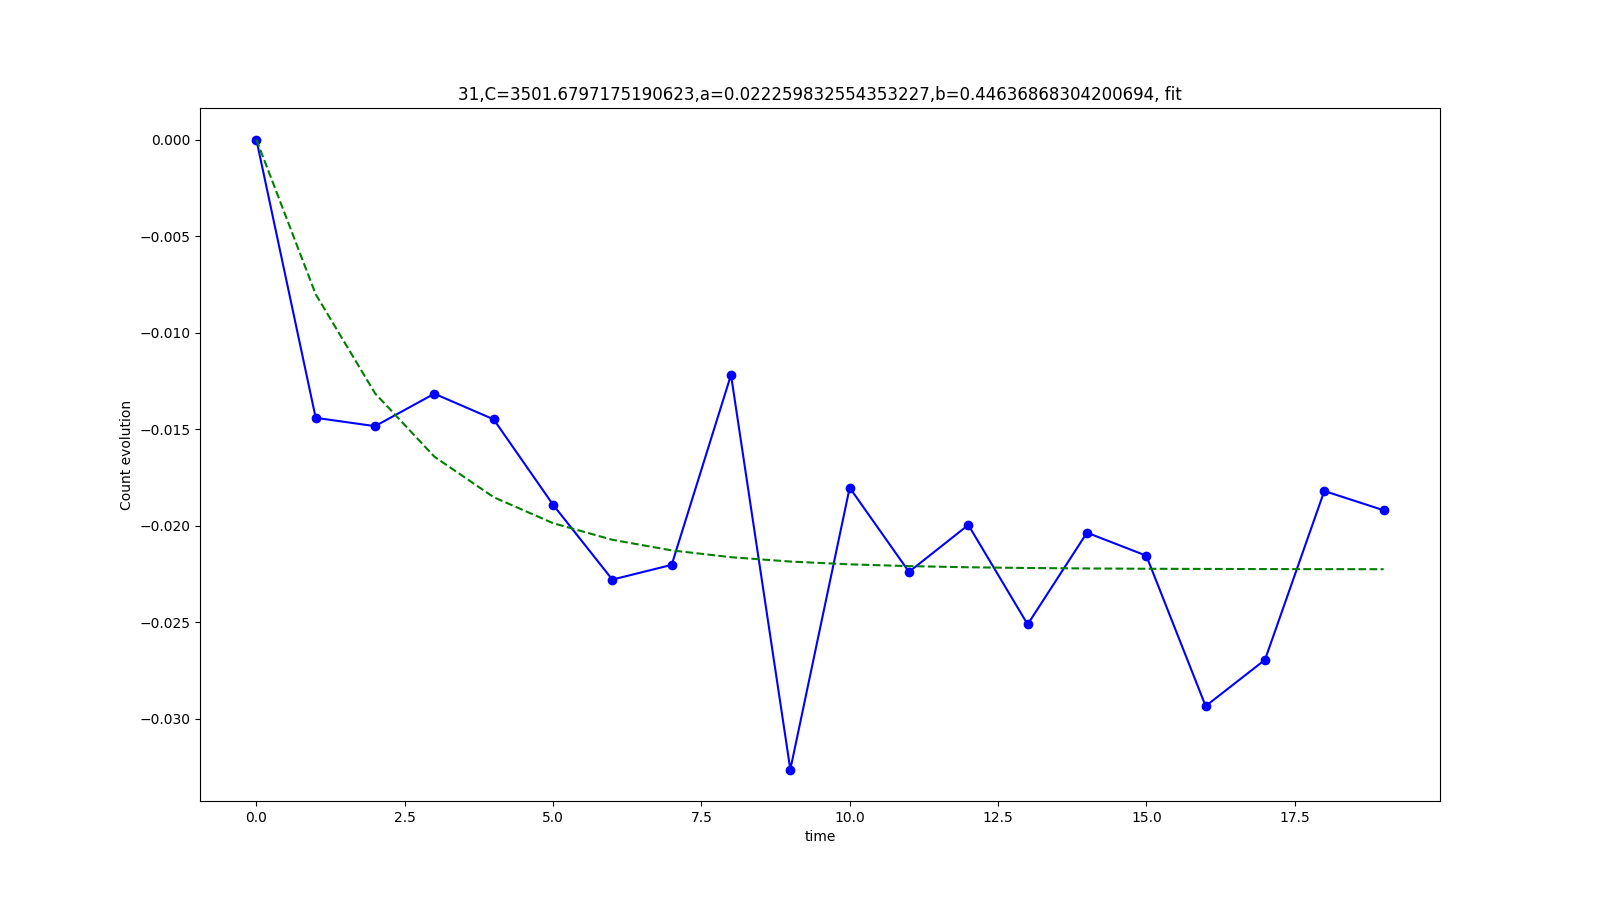 31,C=3501.6797175190623,a=0.022259832554353227,b=0.44636868304200694, fit
0.000
−0.005
−0.010
−0.015
−0.020
−0.025
−0.030
Count evolution
0.0 2.5 5.0 7.5 10.0 12.5 15.0 17.5
time